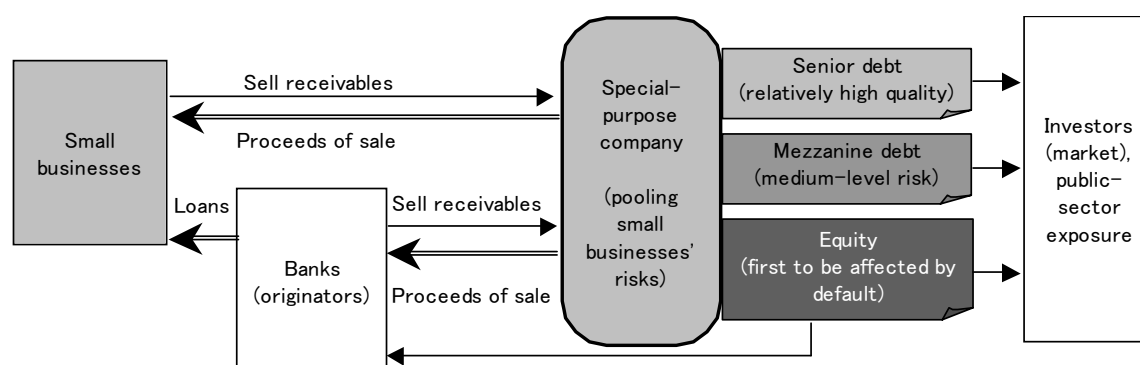 Small
businesses
Sell receivables
Proceeds of sale
Loans
Banks
(originators)
Sell receivables
Proceeds of sale
Special-
purpose
company
(pooling
small
businesses'
risks)
Senior debt
(relatively high quality)
Mezzanine debt
(medium-level risk)
Equity
(first to be affected by
default)
Investors
(market),
public-
sector
exposure